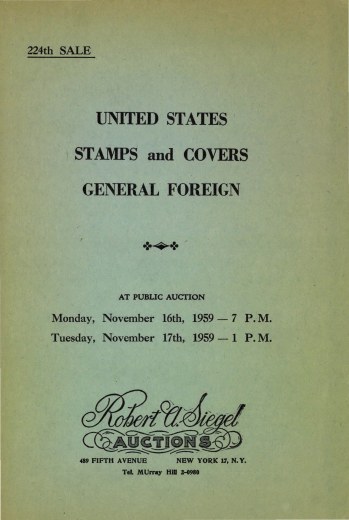 224th SALE
UNITED STATES
STAMPS and COVERS
GENERAL FOREIGN
AT PUBLIC AUCTION
Monday, November 16th, 1959 — 7 P.M.
Tuesday, November 17th, 1959 — 1 P.M.
Robert A. Siegel
AUCTIONS
489 FIFTH AVENUE NEW YORK 17, N.Y.
Tel. MUrray Hill 2-0980